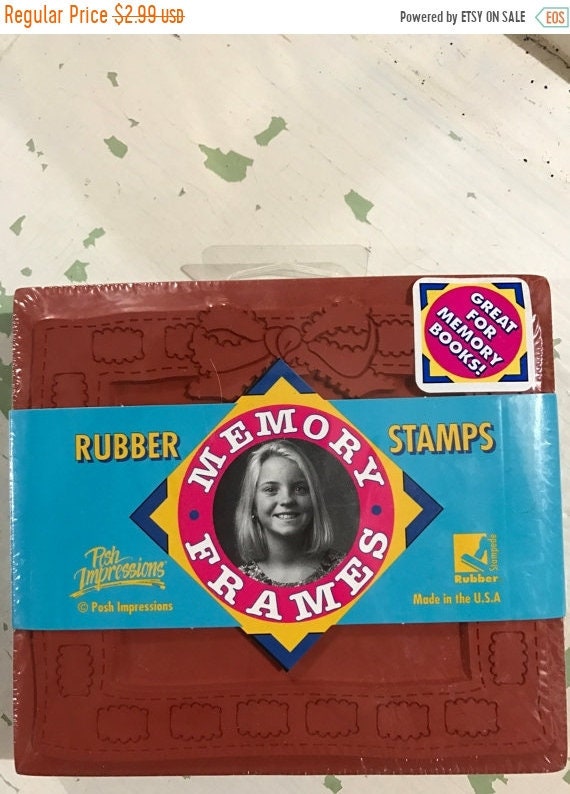 Regular Price $2.99 USD
Powered by ETSY ON SALE EOS
GREAT
FOR
MEMORY
BOOKS!
RUBBER STAMPS
MEMORY
FRAMES
Posh
Impressions
© Posh Impressions
Rubber
Stampede
Made in the U.S.A